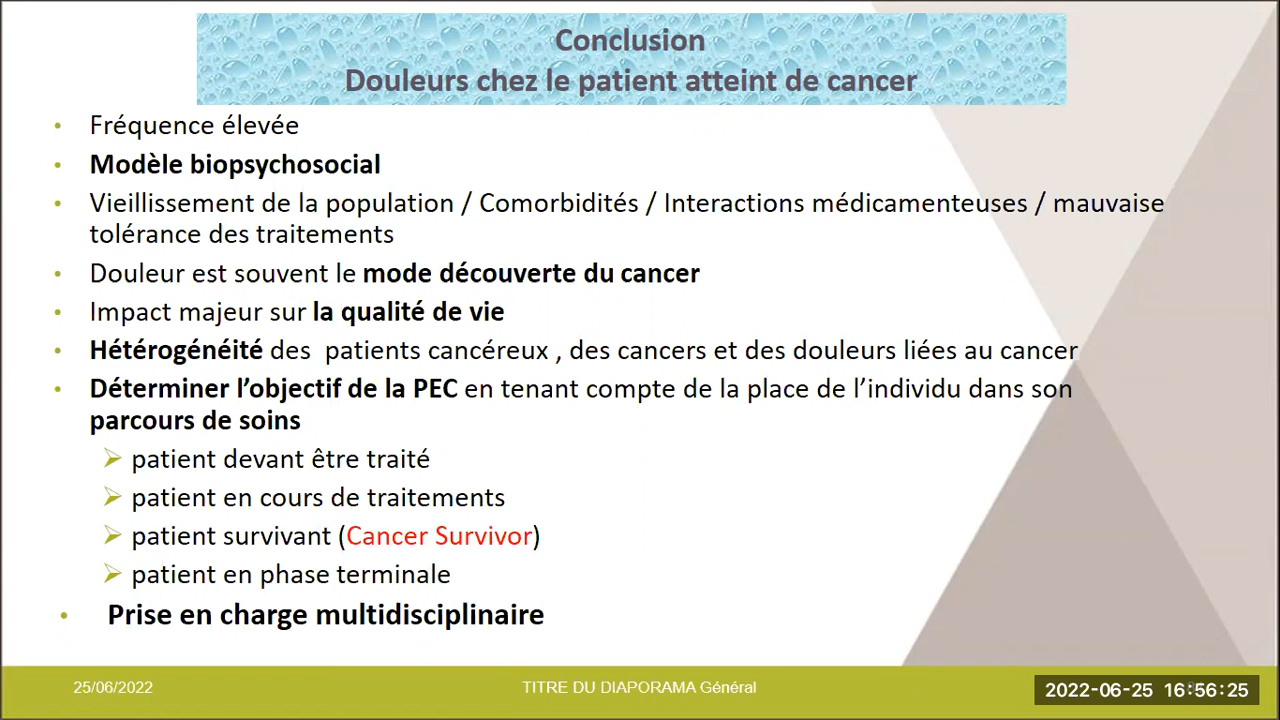 Conclusion
Douleurs chez le patient atteint de cancer
• Fréquence élevée
• Modèle biopsychosocial
• Vieillissement de la population / Comorbidités / Interactions médicamenteuses / mauvaise
tolérance des traitements
• Douleur est souvent le mode découverte du cancer
• Impact majeur sur la qualité de vie
• Hétérogénéité des  patients cancéreux , des cancers et des douleurs liées au cancer
• Déterminer l’objectif de la PEC en tenant compte de la place de l’individu dans son
parcours de soins
➢ patient devant être traité
➢ patient en cours de traitements
➢ patient survivant (Cancer Survivor)
➢ patient en phase terminale
• Prise en charge multidisciplinaire
25/06/2022
TITRE DU DIAPORAMA Général
2022-06-25 16:56:25